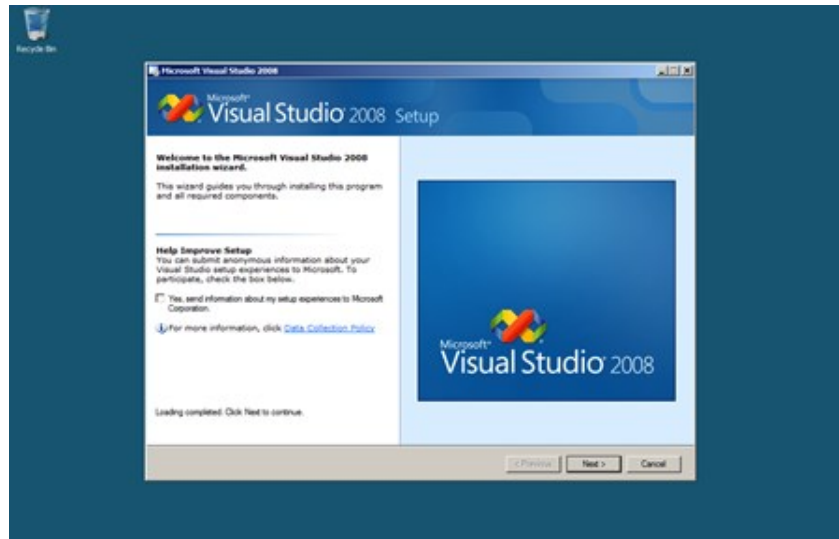 Recycle Bin
Microsoft Visual Studio 2008
Microsoft®
Visual Studio® 2008 Setup
Welcome to the Microsoft Visual Studio 2008
installation wizard.
This wizard guides you through installing this program
and all required components.
Help Improve Setup
You can submit anonymous information about your
Visual Studio setup experiences to Microsoft. To
participate, check the box below.
Yes, send information about my setup experiences to Microsoft
Corporation.
For more information, click Data Collection Policy
Microsoft®
Visual Studio® 2008
Loading completed. Click Next to continue.
< Previous Next > Cancel